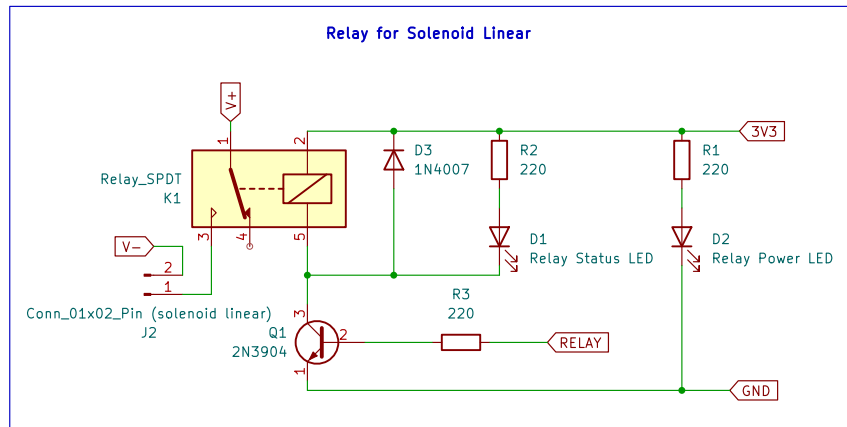 Relay for Solenoid Linear
V+
3V3
1
2
D3
1N4007
R2
220
R1
220
Relay_SPDT
K1
3
4
5
V-
2
1
D1
Relay Status LED
D2
Relay Power LED
Conn_01x02_Pin (solenoid linear)
J2
R3
220
3
Q1
2N3904
2
1
RELAY
GND